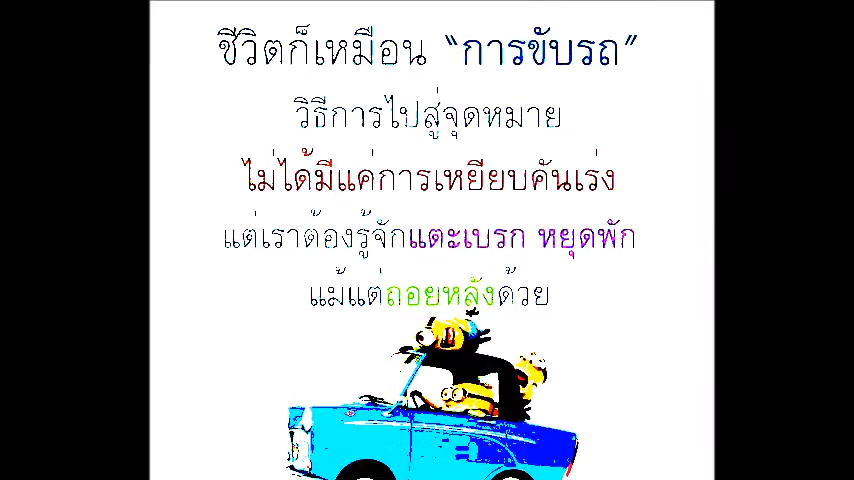 ชีวิตก็เหมือน “การขับรถ”
วิธีการไปสู่จุดหมาย
ไม่ได้มีแค่การเหยียบคันเร่ง
แต่เราต้องรู้จักแตะเบรก หยุดพัก
แม้แต่ถอยหลังด้วย